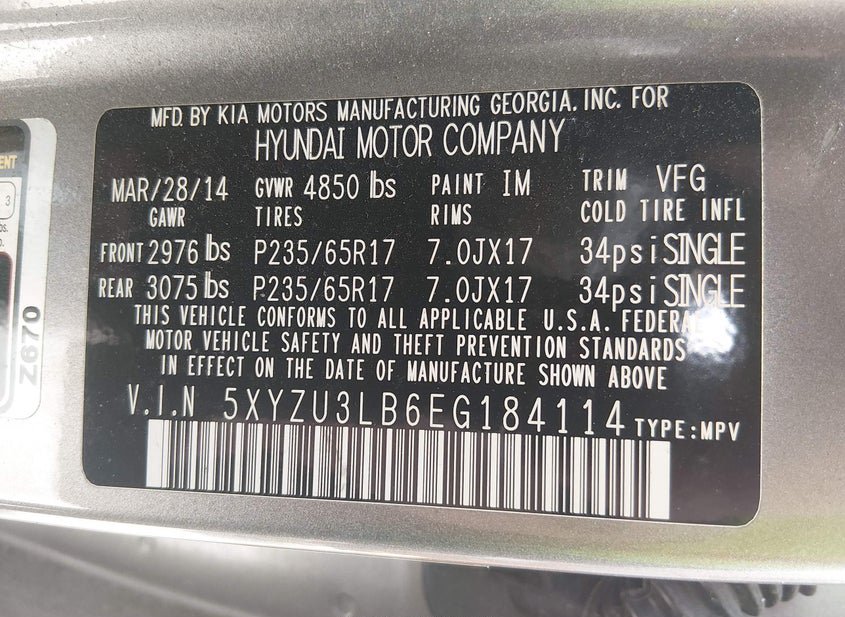 MFD. BY KIA MOTORS MANUFACTURING GEORGIA, INC. FOR
HYUNDAI MOTOR COMPANY
MAR/28/14 GVWR 4850 lbs PAINT IM TRIM VFG
GAWR TIRES RIMS COLD TIRE INFL
FRONT 2976 lbs P235/65R17 7.0JX17 34psi SINGLE
REAR 3075 lbs P235/65R17 7.0JX17 34psi SINGLE
THIS VEHICLE CONFORMS TO ALL APPLICABLE U.S.A. FEDERAL
MOTOR VEHICLE SAFETY AND THEFT PREVENTION STANDARDS
IN EFFECT ON THE DATE OF MANUFACTURE SHOWN ABOVE
V.I.N 5XYZU3LB6EG184114 TYPE:MPV
3
Z670